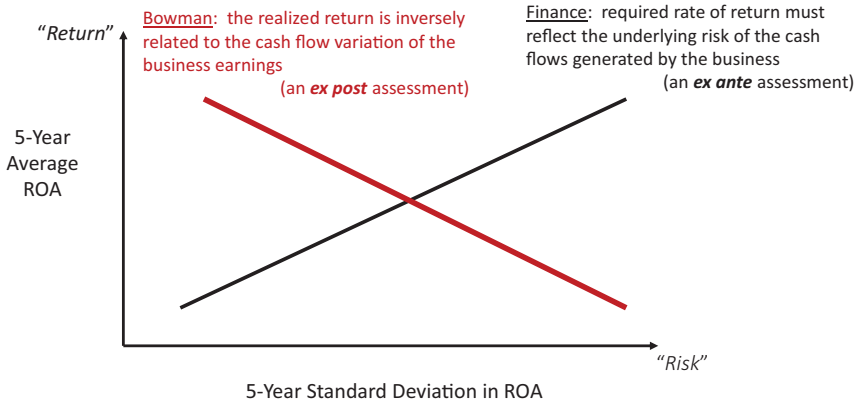 “Return”
Bowman:  the realized return is inversely
related to the cash flow variation of the
business earnings
(an ex post assessment)
Finance:  required rate of return must
reflect the underlying risk of the cash
flows generated by the business
(an ex ante assessment)
5-Year
Average
ROA
“Risk”
5-Year Standard Deviation in ROA